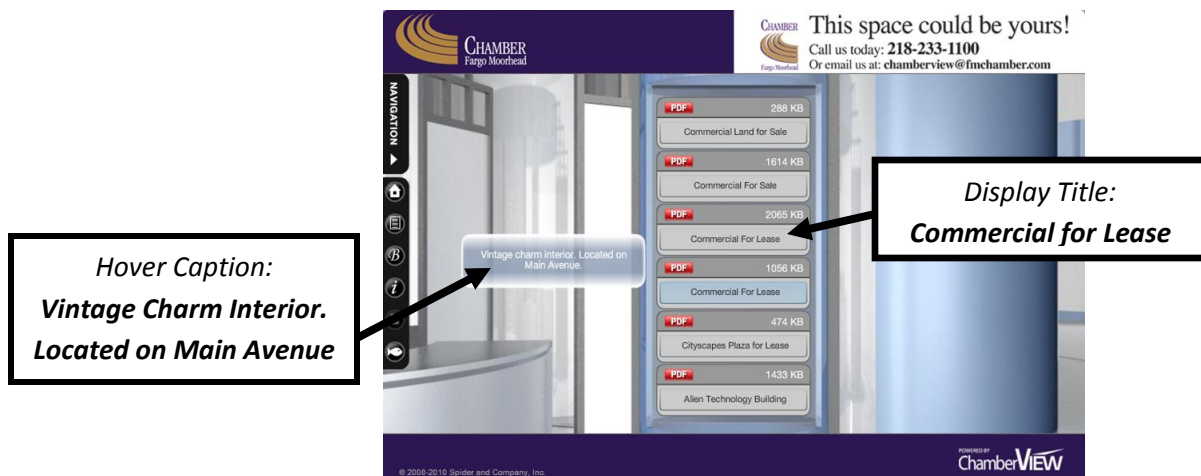 CHAMBER
Fargo Moorhead
CHAMBER
Fargo Moorhead
This space could be yours!
Call us today: 218-233-1100
Or email us at: chamberview@fmchamber.com
NAVIGATION
B
i
PDF 288 KB
Commercial Land for Sale
PDF 1614 KB
Commercial For Sale
PDF 2065 KB
Commercial For Lease
PDF 1056 KB
Commercial For Lease
PDF 474 KB
Cityscapes Plaza for Lease
PDF 1433 KB
Alien Technology Building
Vintage charm interior. Located on
Main Avenue.
Display Title:
Commercial for Lease
Hover Caption:
Vintage Charm Interior.
Located on Main Avenue
© 2008-2010 Spider and Company, Inc.
POWERED BY
ChamberVIEW